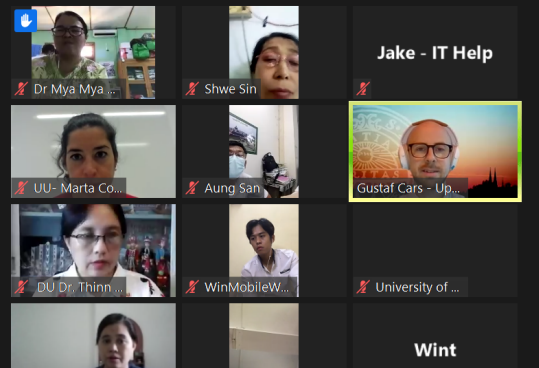 Dr Mya Mya ...
Shwe Sin
Jake - IT Help
UU- Marta Co...
Aung San
Gustaf Cars - Up...
DU Dr. Thinn ...
WinMobileW...
University of ...
Wint